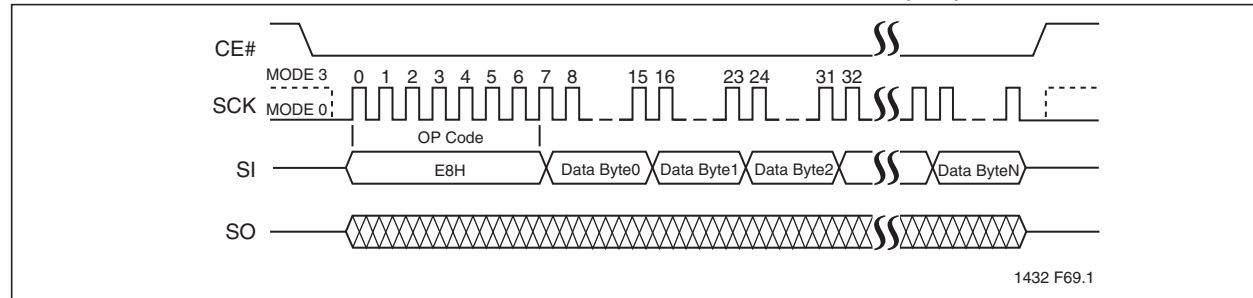 CE#
MODE 3 0 1 2 3 4 5 6 7 8 15 16 23 24 31 32
SCK MODE 0
OP Code
SI E8H Data Byte0 Data Byte1 Data Byte2 Data ByteN
SO
1432 F69.1